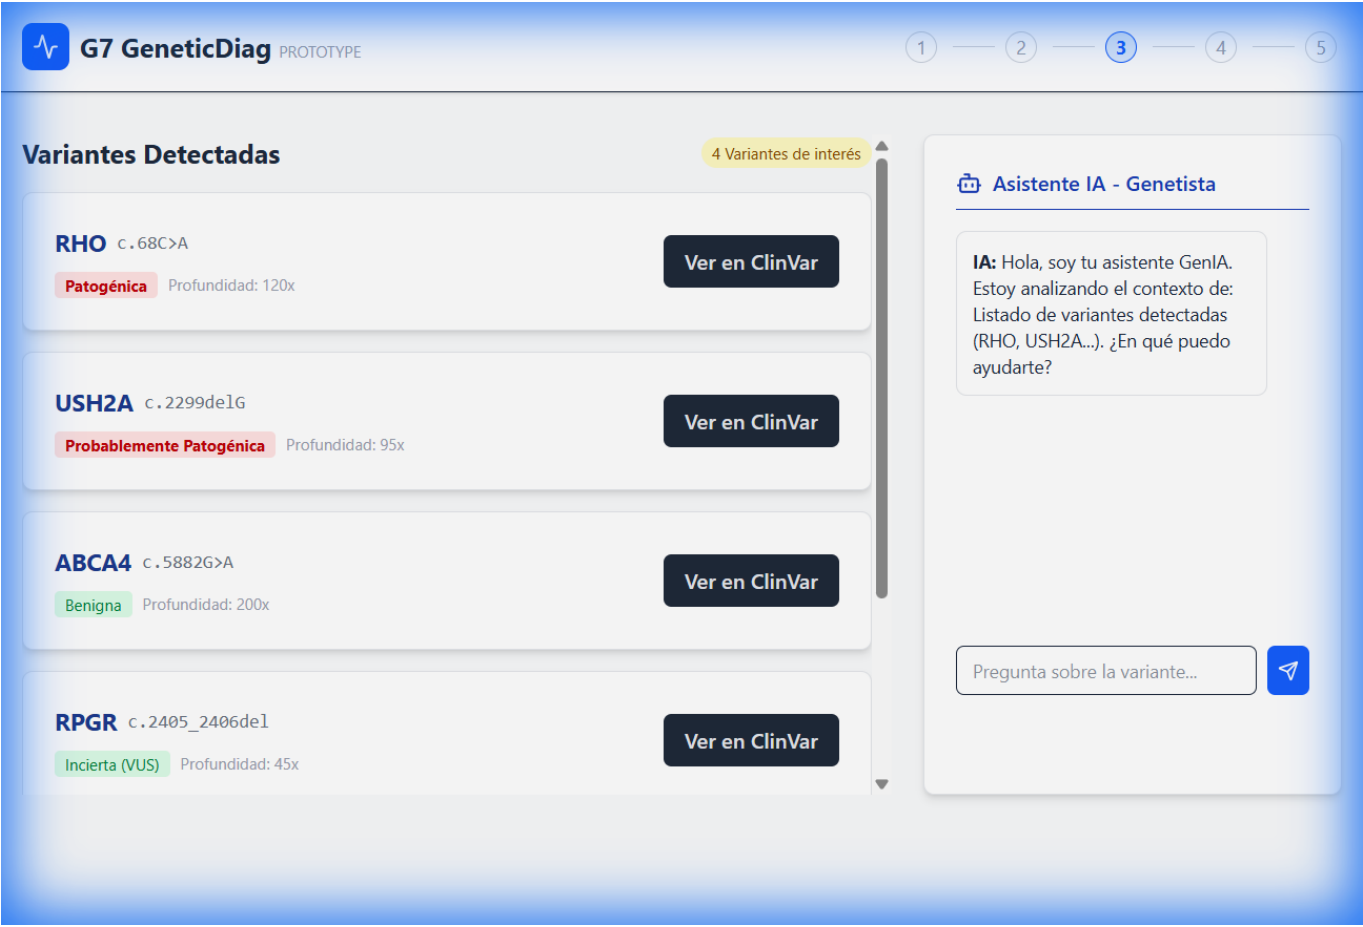 G7 GeneticDiag PROTOTYPE
1 2 3 4 5
Variantes Detectadas
4 Variantes de interés
RHO c.68C>A
Patogénica Profundidad: 120x
Ver en ClinVar
USH2A c.2299delG
Probablemente Patogénica Profundidad: 95x
Ver en ClinVar
ABCA4 c.5882G>A
Benigna Profundidad: 200x
Ver en ClinVar
RPGR c.2405_2406del
Incierta (VUS) Profundidad: 45x
Ver en ClinVar
Asistente IA - Genetista
IA: Hola, soy tu asistente GenIA.
Estoy analizando el contexto de:
Listado de variantes detectadas
(RHO, USH2A...). ¿En qué puedo
ayudarte?
Pregunta sobre la variante...